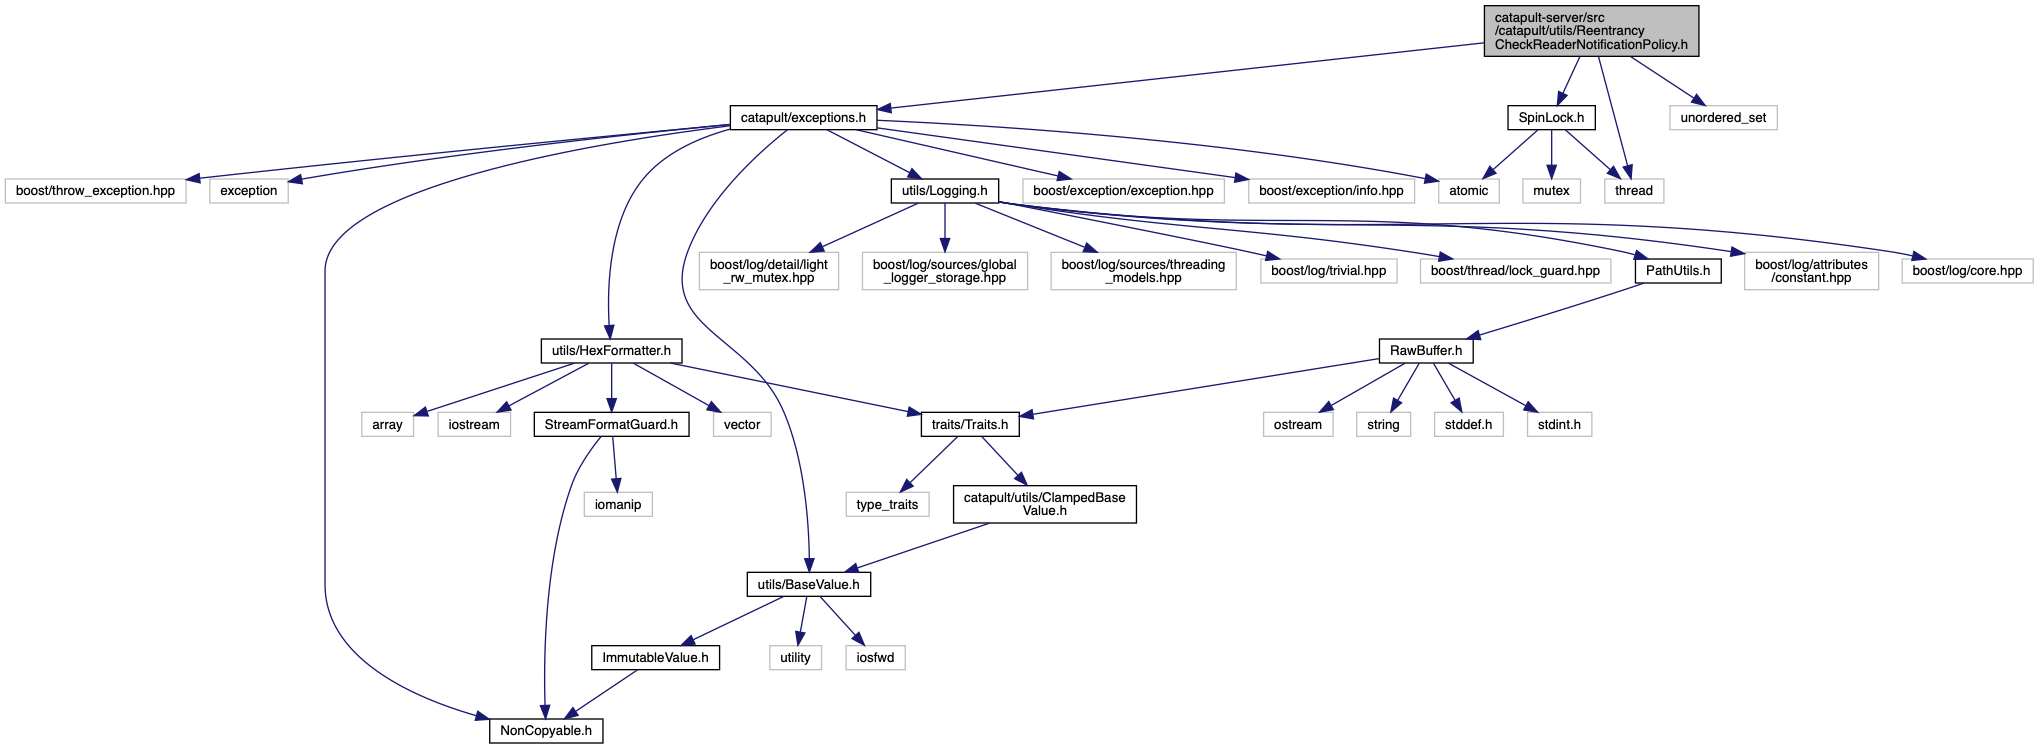 catapult-server/src
/catapult/utils/Reentrancy
CheckReaderNotificationPolicy.h
catapult/exceptions.h
SpinLock.h
unordered_set
boost/throw_exception.hpp
exception
utils/Logging.h
boost/exception/exception.hpp
boost/exception/info.hpp
atomic
mutex
thread
boost/log/detail/light
_rw_mutex.hpp
boost/log/sources/global
_logger_storage.hpp
boost/log/sources/threading
_models.hpp
boost/log/trivial.hpp
boost/thread/lock_guard.hpp
PathUtils.h
boost/log/attributes
/constant.hpp
boost/log/core.hpp
utils/HexFormatter.h
RawBuffer.h
array
iostream
StreamFormatGuard.h
vector
traits/Traits.h
ostream
string
stddef.h
stdint.h
iomanip
type_traits
catapult/utils/ClampedBase
Value.h
utils/BaseValue.h
ImmutableValue.h
utility
iosfwd
NonCopyable.h